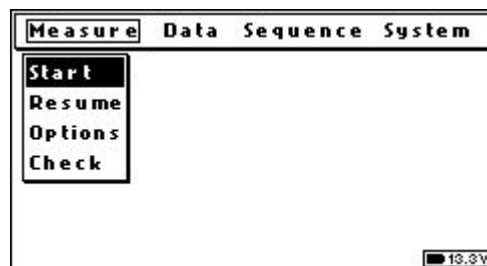 Measure Data Sequence System
Start
Resume
Options
Check
13.3V